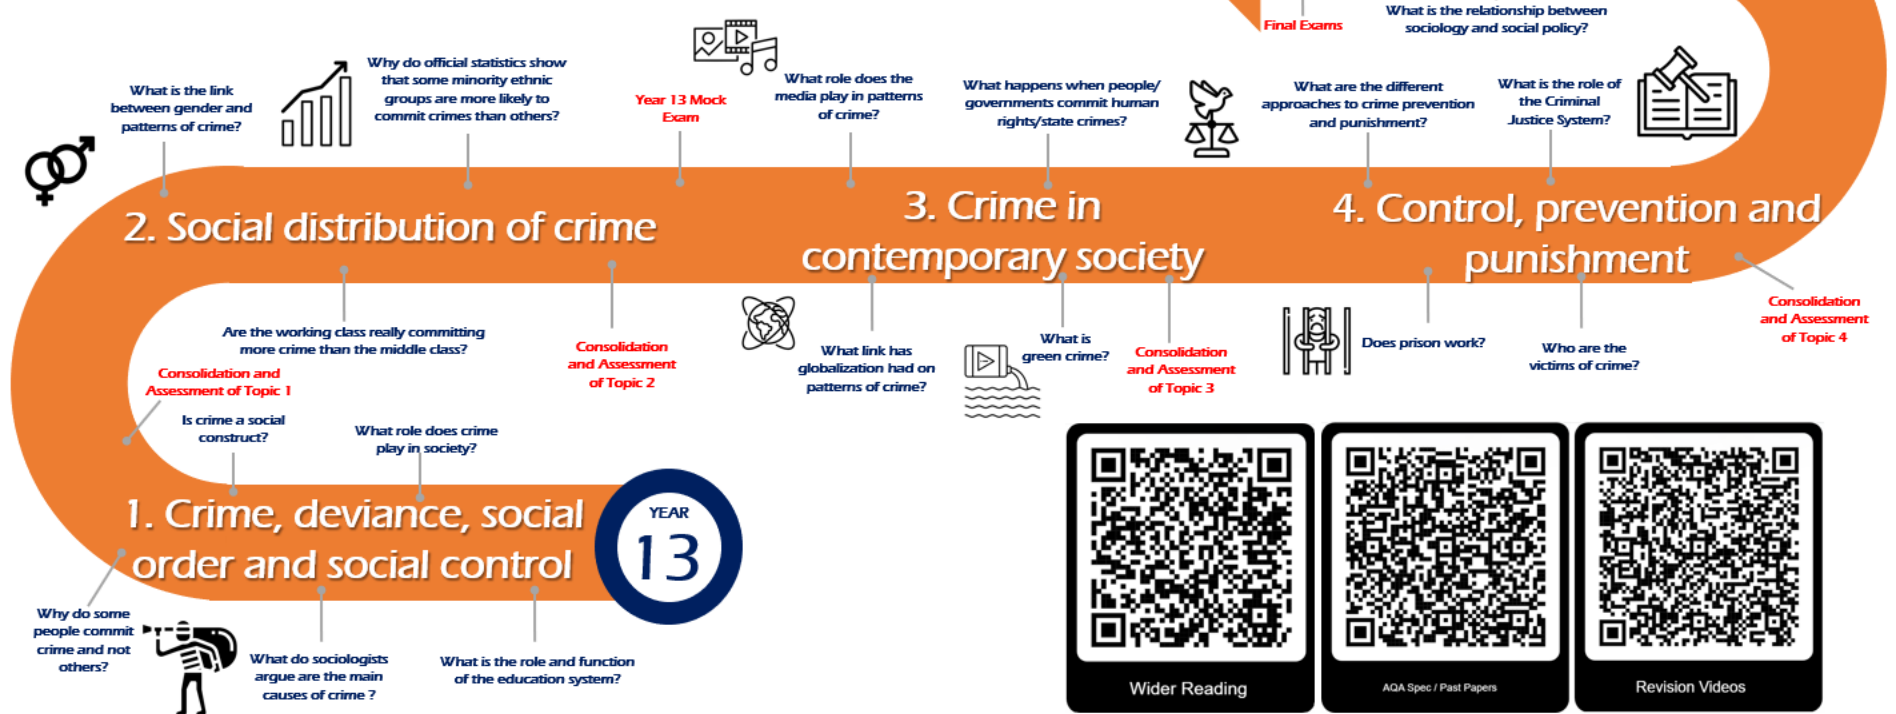 Final Exams
What is the relationship between
sociology and social policy?
What is the link
between gender and
patterns of crime?
Why do official statistics show
that some minority ethnic
groups are more likely to
commit crimes than others?
Year 13 Mock
Exam
What role does the
media play in patterns
of crime?
What happens when people/
governments commit human
rights/state crimes?
What are the different
approaches to crime prevention
and punishment?
What is the role of
the Criminal
Justice System?
2. Social distribution of crime
3. Crime in
contemporary society
4. Control, prevention and
punishment
Are the working class really committing
more crime than the middle class?
Consolidation
and Assessment
of Topic 2
What link has
globalization had on
patterns of crime?
What is
green crime?
Consolidation
and Assessment
of Topic 3
Does prison work?
Who are the
victims of crime?
Consolidation
and Assessment
of Topic 4
Consolidation and
Assessment of Topic 1
Is crime a social
construct?
What role does crime
play in society?
1. Crime, deviance, social
order and social control
YEAR
13
Why do some
people commit
crime and not
others?
What do sociologists
argue are the main
causes of crime ?
What is the role and function
of the education system?
Wider Reading
AQA Spec / Past Papers
Revision Videos